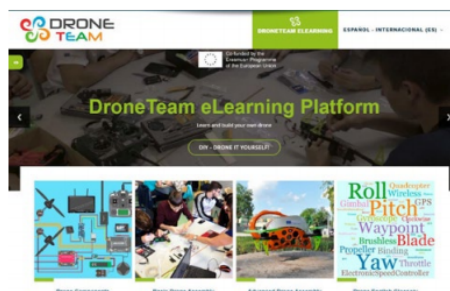 DRONE
TEAM
DRONETEAM ELEARNING
ESPAÑOL - INTERNACIONAL (ES)
Co-funded by the
Erasmus+ Programme
of the European Union
DroneTeam eLearning Platform
Learn and build your own drone
DIY - DRONE IT YOURSELF!
Roll Quadcopter
Wireless
Gimbal Pitch GPS
Gyroscope Opterino
Waypoint
Brushless Blade
Propeller Binding
Yaw Throttle
ElectronicSpeedController